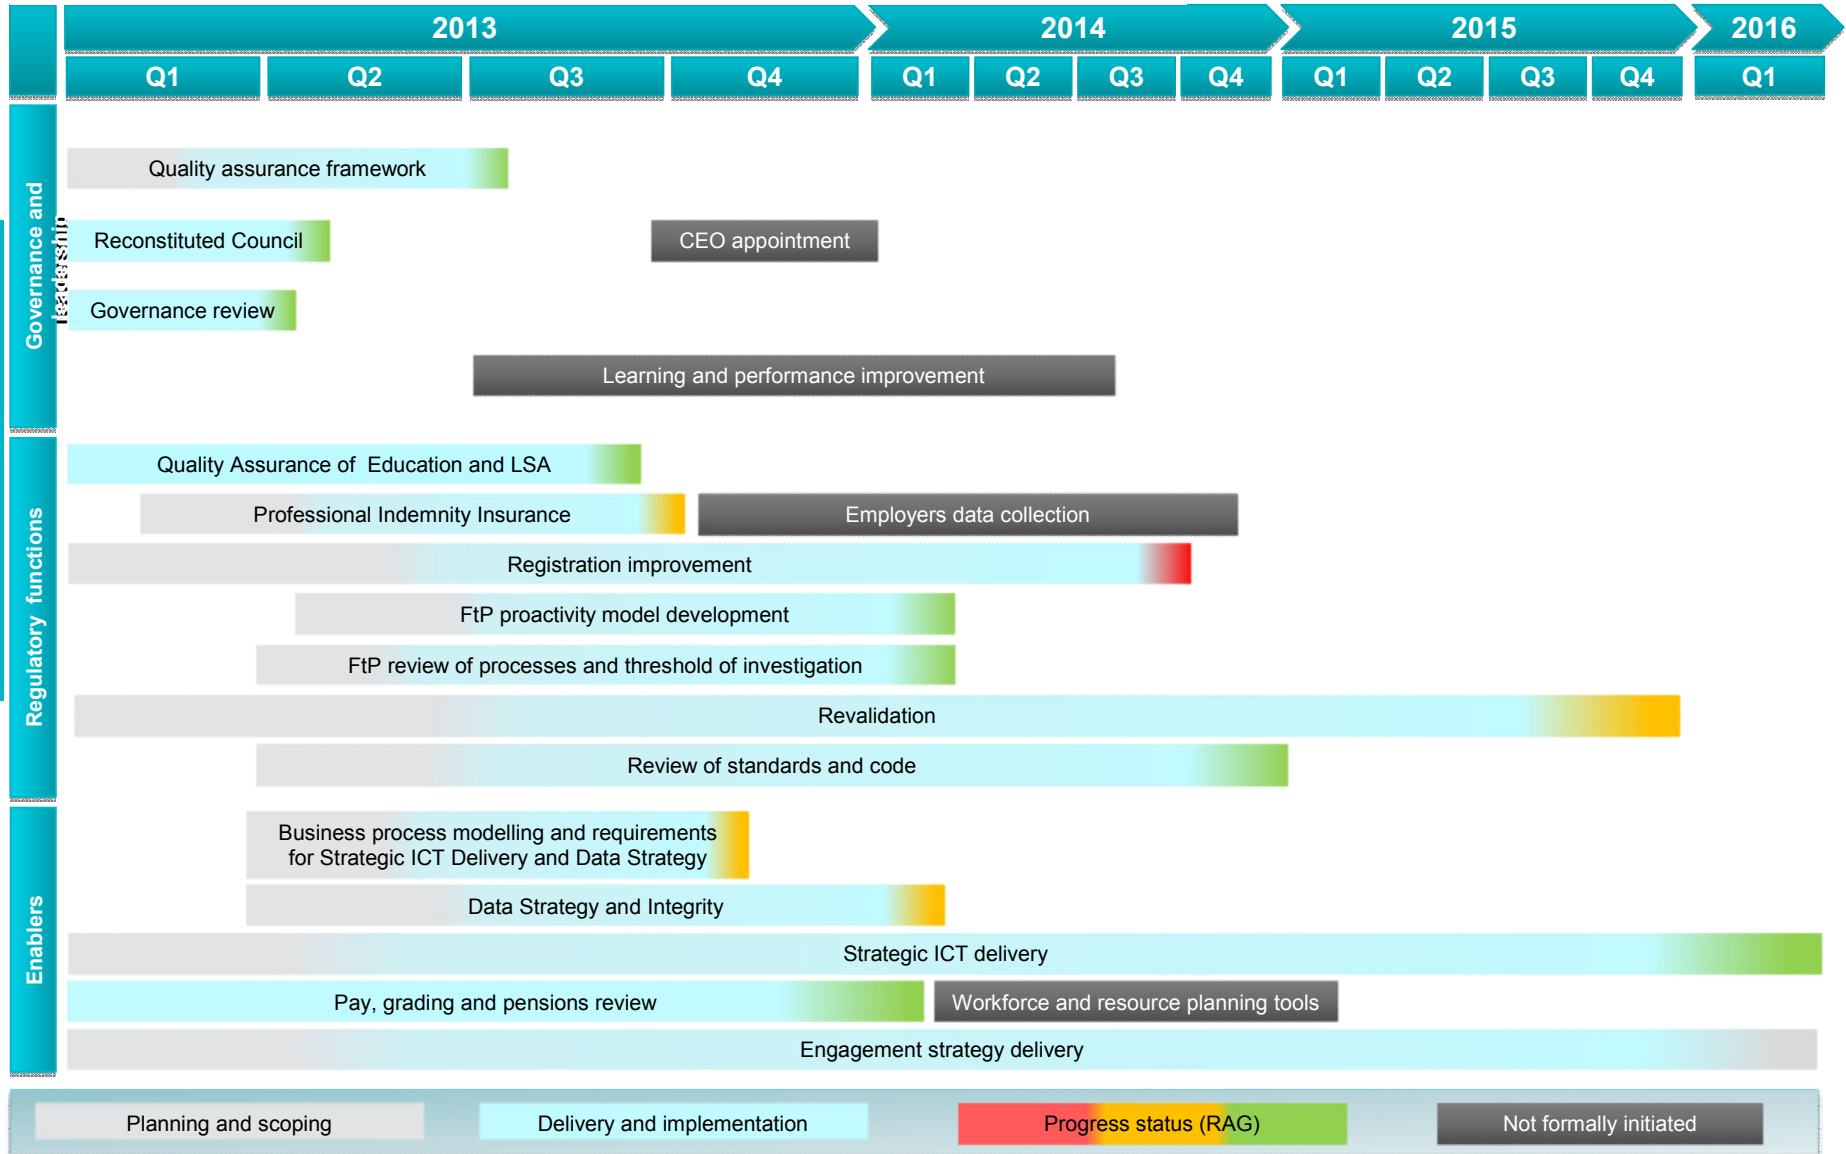 2013
2014
2015
2016
Q1
Q2
Q3
Q4
Q1
Q2
Q3
Q4
Q1
Q2
Q3
Q4
Q1
Governance and
leadership
Quality assurance framework
Reconstituted Council
CEO appointment
Governance review
Learning and performance improvement
Regulatory functions
Quality Assurance of Education and LSA
Professional Indemnity Insurance
Employers data collection
Registration improvement
FtP proactivity model development
FtP review of processes and threshold of investigation
Revalidation
Review of standards and code
Enablers
Business process modelling and requirements
for Strategic ICT Delivery and Data Strategy
Data Strategy and Integrity
Strategic ICT delivery
Pay, grading and pensions review
Workforce and resource planning tools
Engagement strategy delivery
Planning and scoping
Delivery and implementation
Progress status (RAG)
Not formally initiated